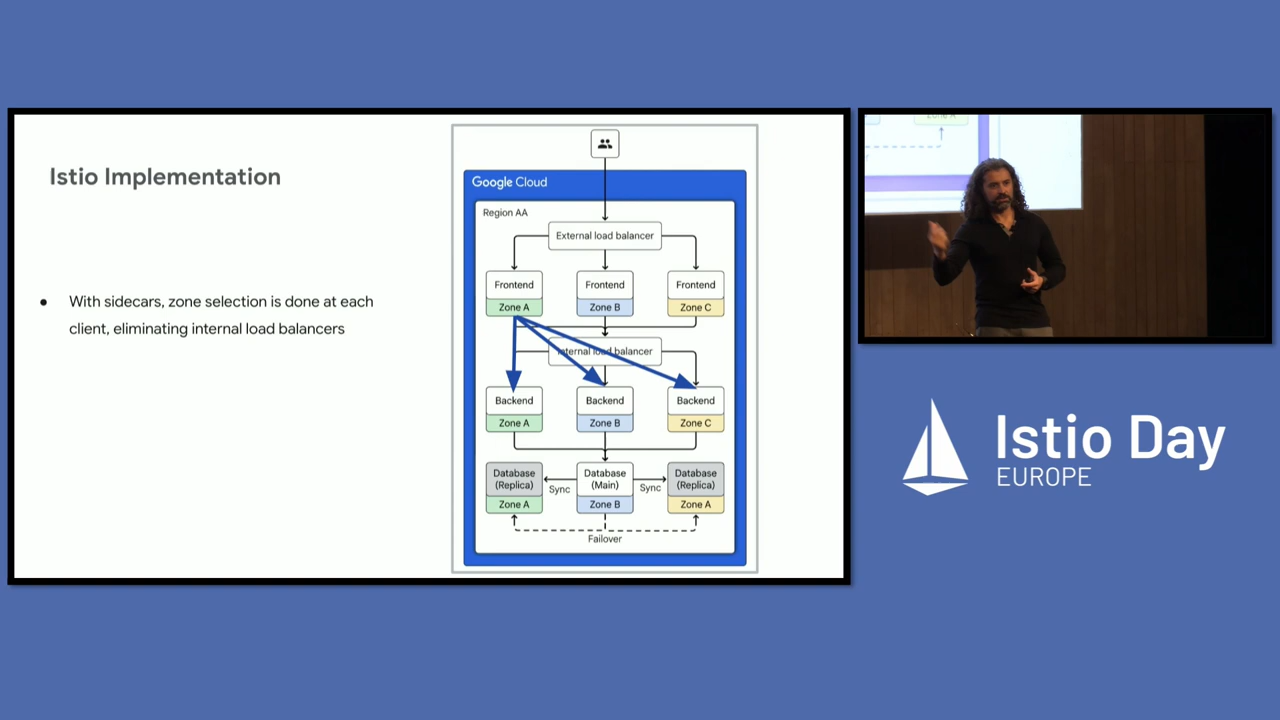 Istio Implementation
With sidecars, zone selection is done at each
client, eliminating internal load balancers
Google Cloud
Region AA
External load balancer
Frontend
Zone A
Frontend
Zone B
Frontend
Zone C
Internal load balancer
Backend
Zone A
Backend
Zone B
Backend
Zone C
Database
(Replica)
Zone A
Sync
Database
(Main)
Zone B
Sync
Database
(Replica)
Zone A
Failover
Zone A
Istio Day
EUROPE